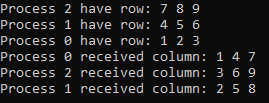 Process 2 have row: 7 8 9
Process 1 have row: 4 5 6
Process 0 have row: 1 2 3
Process 0 received column: 1 4 7
Process 2 received column: 3 6 9
Process 1 received column: 2 5 8